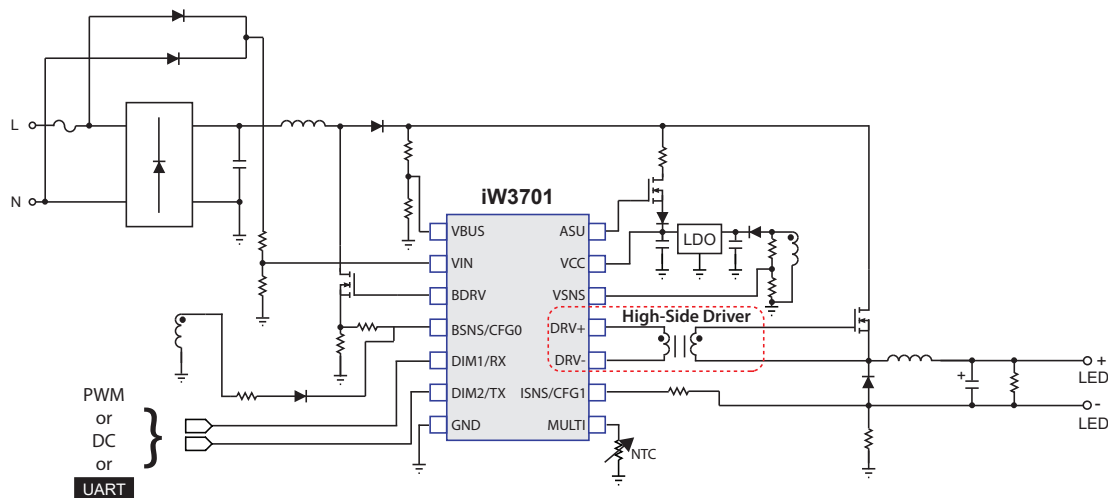 L
N
iW3701
VBUS
ASU
LDO
VIN
VCC
BDRV
VSNS
High-Side Driver
BSNS/CFG0
DRV+
DIM1/RX
DRV-
+
+
LED
DIM2/TX
ISNS/CFG1
-
LED
GND
MULTI
NTC
PWM
or
DC
or
UART